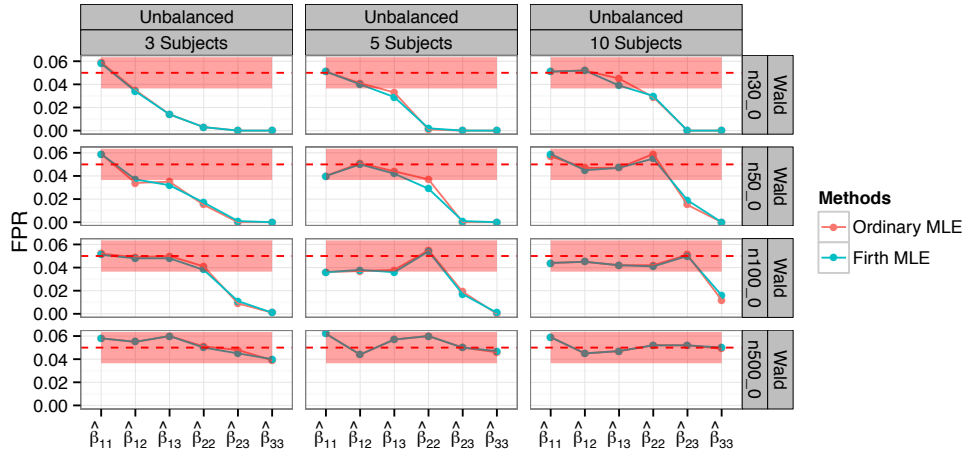 Unbalanced Unbalanced Unbalanced
3 Subjects 5 Subjects 10 Subjects
FPR
0.06
0.04
0.02
0.00
n30_0 Wald
0.06
0.04
0.02
0.00
n50_0 Wald
0.06
0.04
0.02
0.00
n100_0 Wald
0.06
0.04
0.02
0.00
n500_0 Wald
β̂11 β̂12 β̂13 β̂22 β̂23 β̂33 β̂11 β̂12 β̂13 β̂22 β̂23 β̂33 β̂11 β̂12 β̂13 β̂22 β̂23 β̂33
Methods
Ordinary MLE
Firth MLE